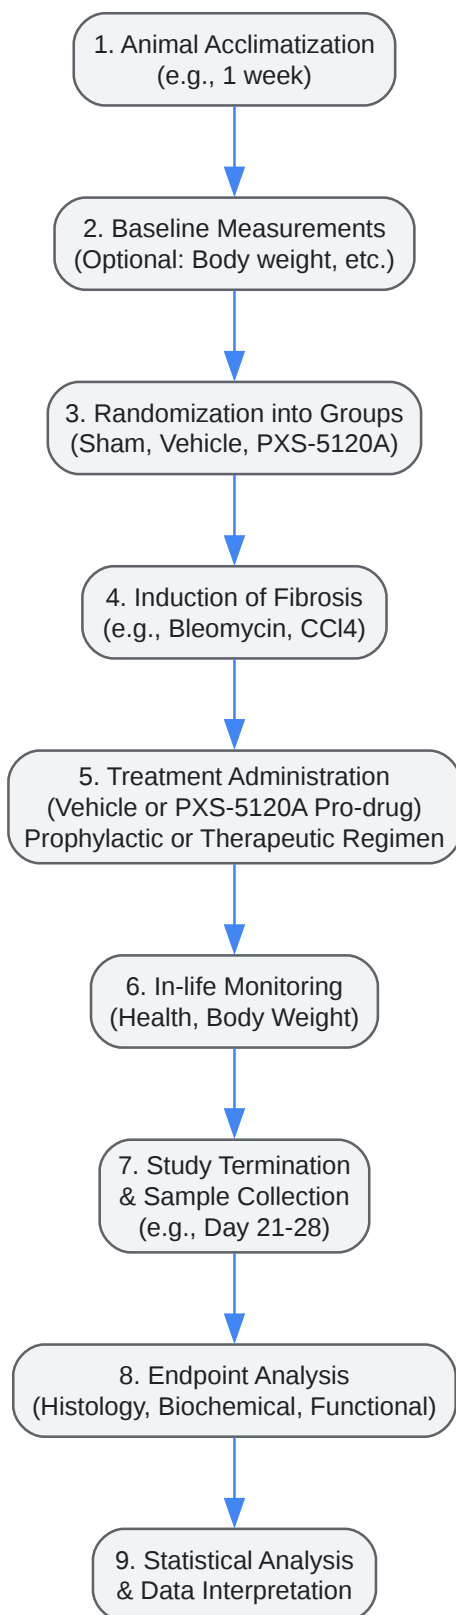 1. Animal Acclimatization
(e.g., 1 week)
2. Baseline Measurements
(Optional: Body weight, etc.)
3. Randomization into Groups
(Sham, Vehicle, PXS-5120A)
4. Induction of Fibrosis
(e.g., Bleomycin, CCl4)
5. Treatment Administration
(Vehicle or PXS-5120A Pro-drug)
Prophylactic or Therapeutic Regimen
6. In-life Monitoring
(Health, Body Weight)
7. Study Termination
& Sample Collection
(e.g., Day 21-28)
8. Endpoint Analysis
(Histology, Biochemical, Functional)
9. Statistical Analysis
& Data Interpretation